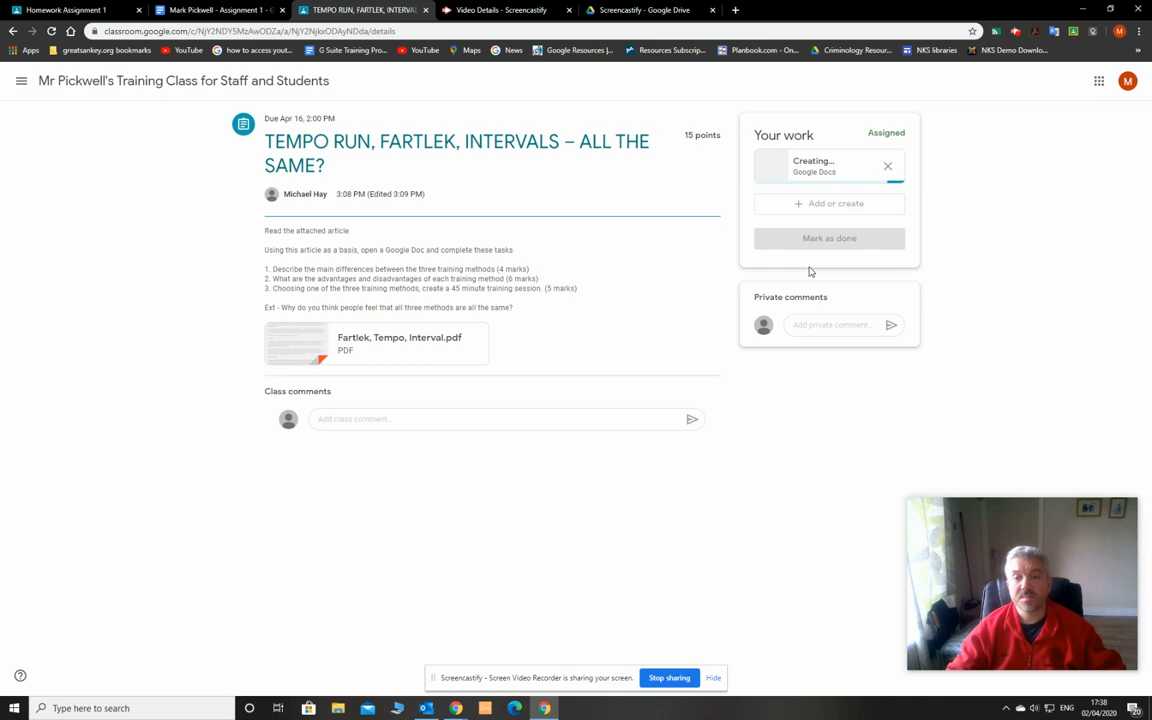 Homework Assignment 1
Mark Pickwell - Assignment 1 - G
TEMPO RUN, FARTLEK, INTERVAL
Video Details - Screencastify
Screencastify - Google Drive
classroom.google.com/c/NjY2NDY5MzAwODZa/a/NjY2NjkxODAyNDda/details
Apps
greatsankey.org bookmarks
YouTube
how to access yout...
G Suite Training Pro...
YouTube
Maps
News
Google Resources |...
Resources Subscrip...
Planbook.com - On...
Criminology Resour...
NKS libraries
NKS Demo Downlo...
»
M
Mr Pickwell's Training Class for Staff and Students
M
Due Apr 16, 2:00 PM
TEMPO RUN, FARTLEK, INTERVALS – ALL THE
SAME?
15 points
Michael Hay 3:08 PM (Edited 3:09 PM)
Read the attached article
Using this article as a basis, open a Google Doc and complete these tasks
1. Describe the main differences between the three training methods (4 marks)
2. What are the advantages and disadvantages of each training method (6 marks)
3. Choosing one of the three training methods, create a 45 minute training session. (5 marks)
Ext - Why do you think people feel that all three methods are all the same?
Fartlek, Tempo, Interval.pdf
PDF
Class comments
Add class comment...
Your work
Assigned
Creating...
Google Docs
+ Add or create
Mark as done
Private comments
Add private comment...
Screencastify - Screen Video Recorder is sharing your screen.
Stop sharing
Hide
Type here to search
ENG
17:38
02/04/2020
20